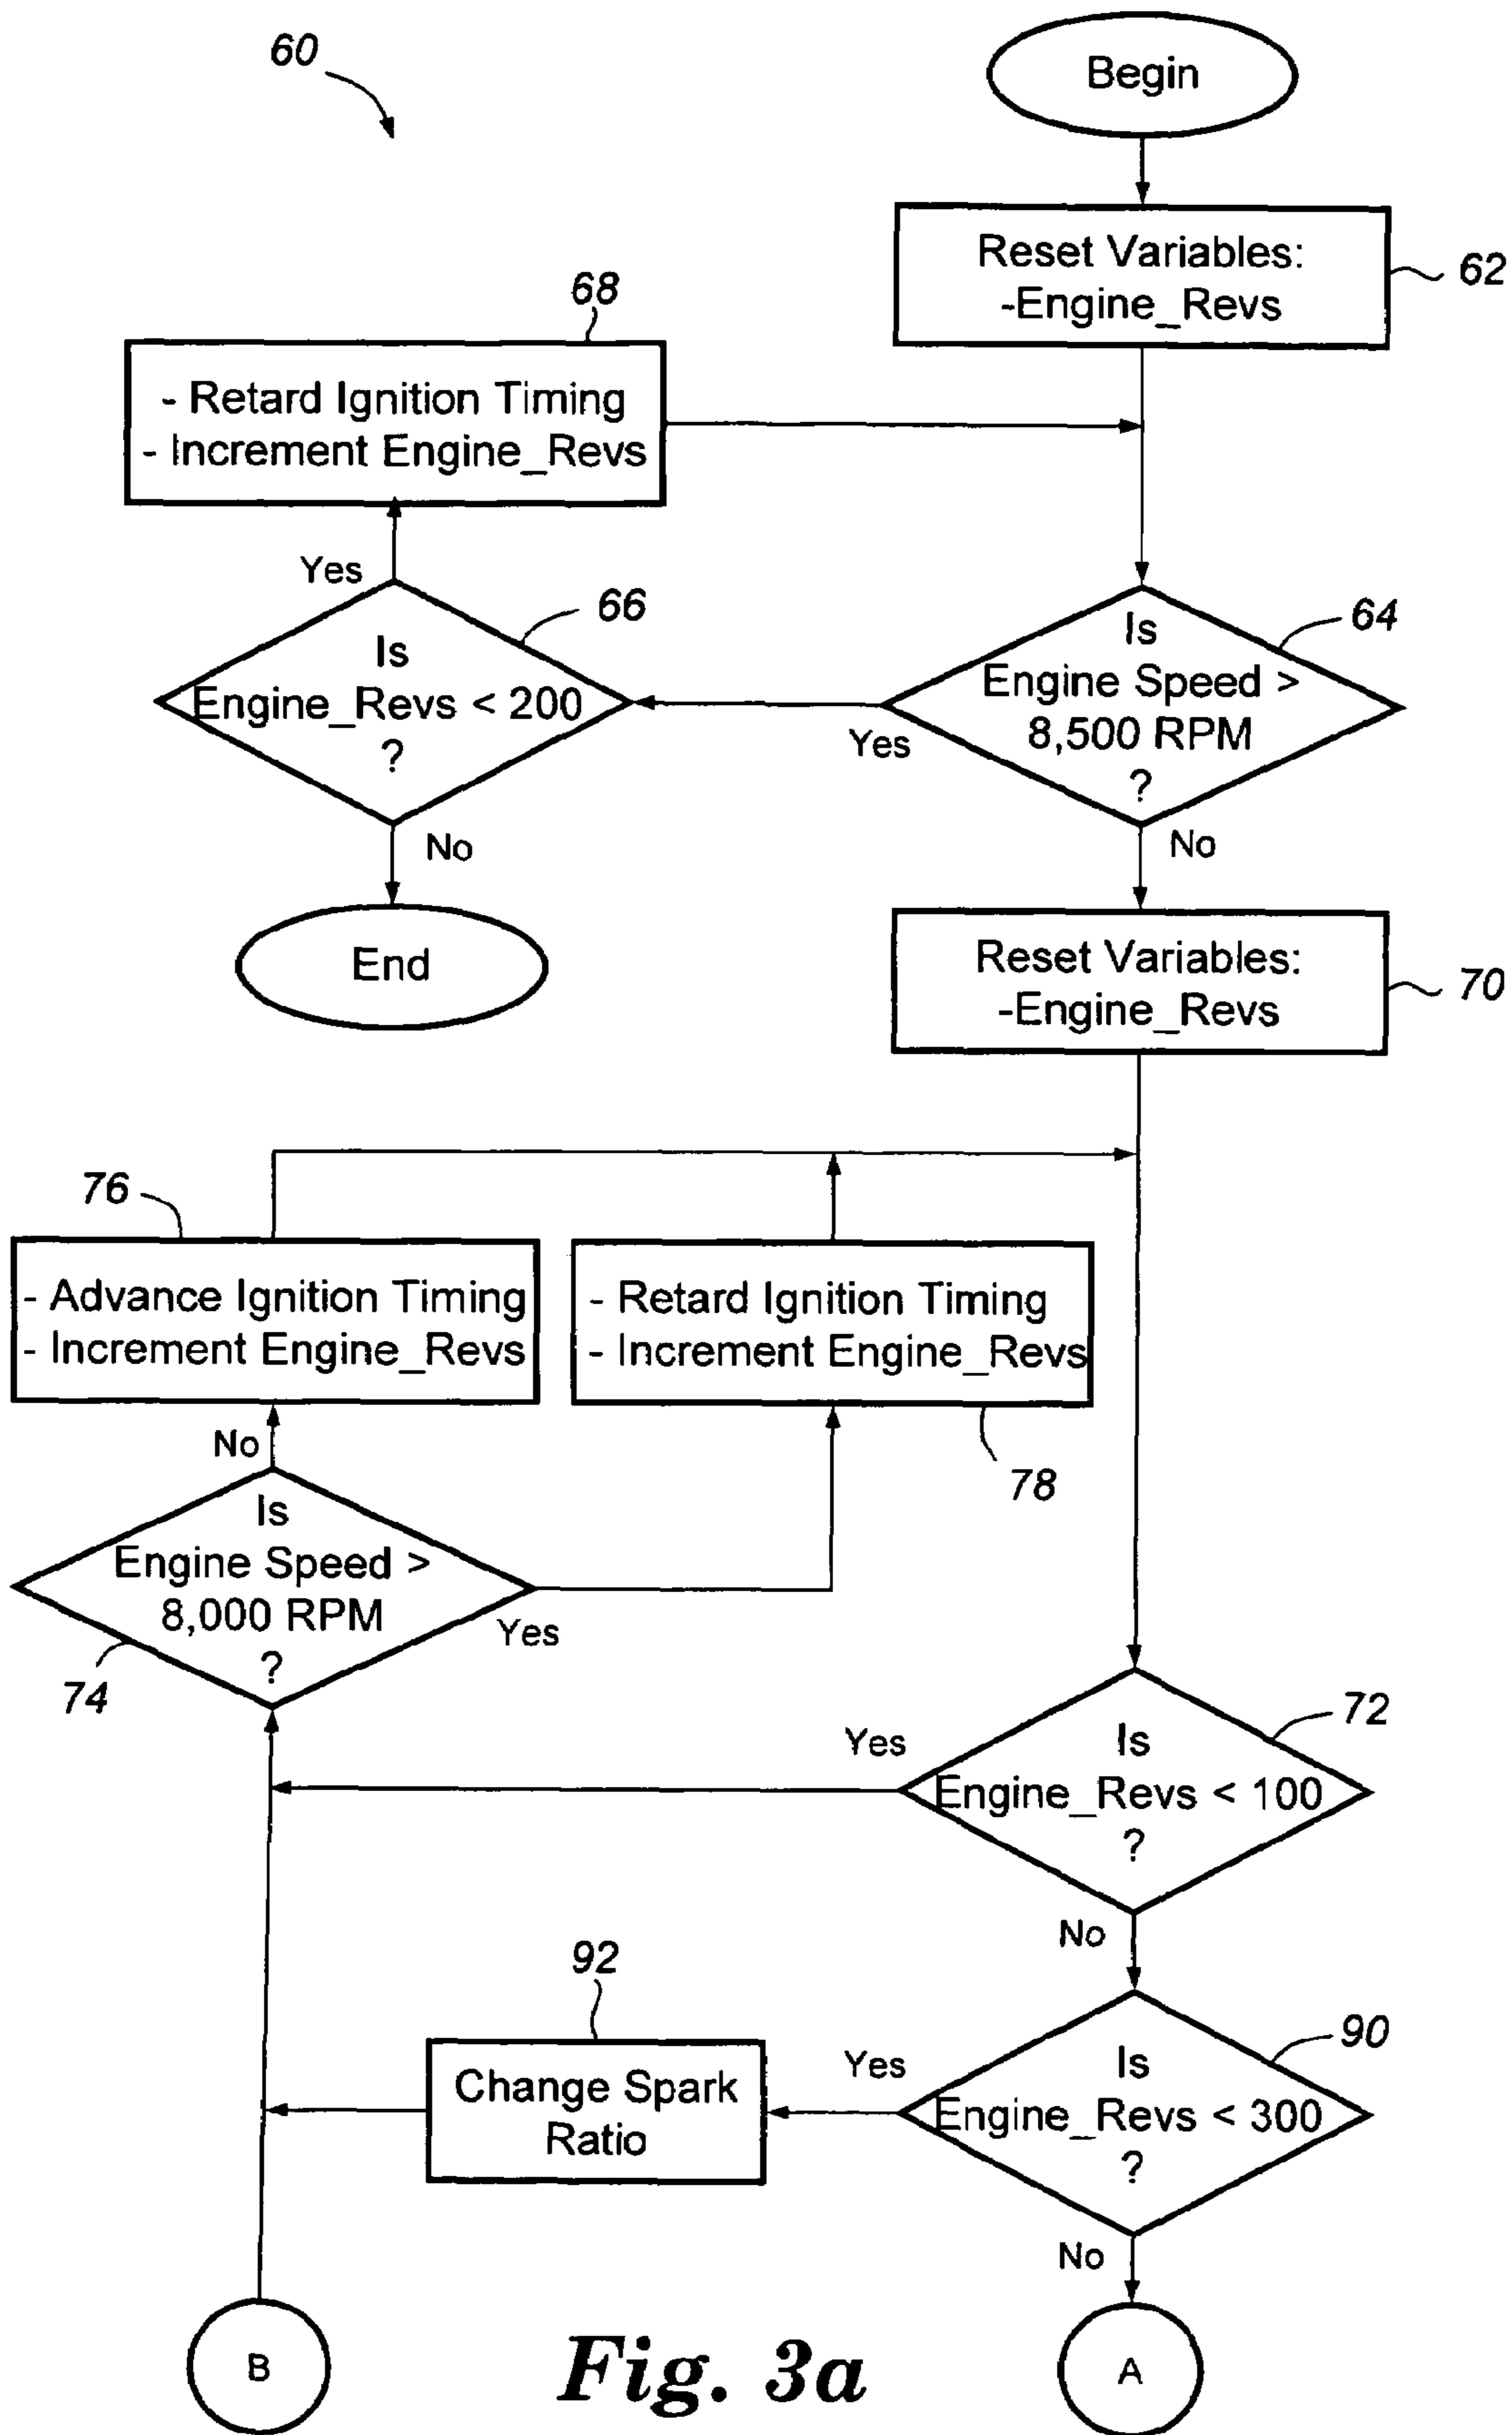 60
Begin
Reset Variables:
-Engine_Revs
62
68
- Retard Ignition Timing
- Increment Engine_Revs
Yes
66
Is
Engine_Revs < 200
?
No
End
64
Is
Engine Speed >
8,500 RPM
?
Yes
No
Reset Variables:
-Engine_Revs
70
76
- Advance Ignition Timing
- Increment Engine_Revs
- Retard Ignition Timing
- Increment Engine_Revs
78
No
Is
Engine Speed >
8,000 RPM
?
Yes
74
72
Yes
Is
Engine_Revs < 100
?
No
92
Change Spark
Ratio
90
Yes
Is
Engine_Revs < 300
?
No
B
Fig. 3a
A